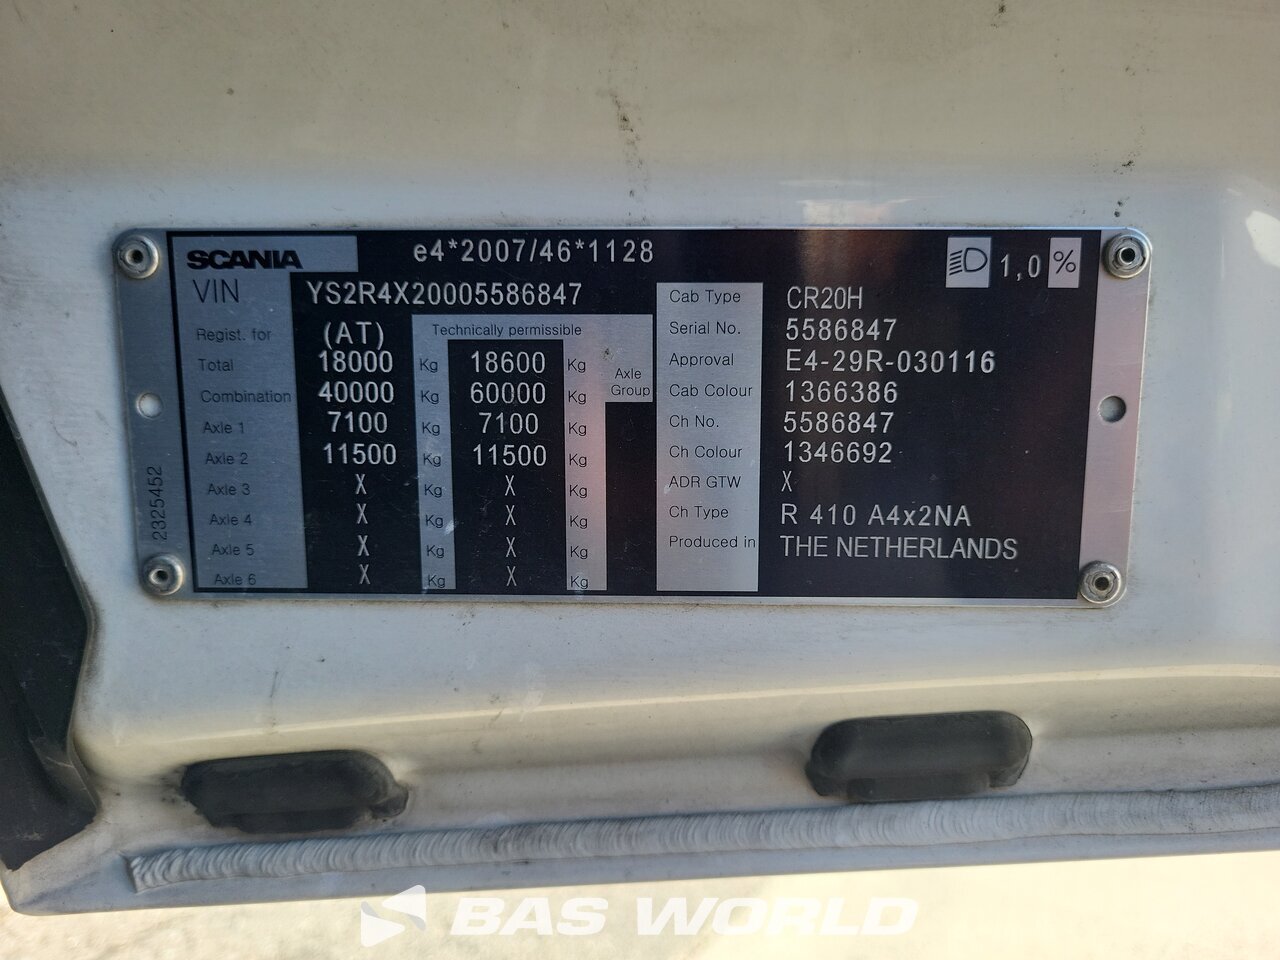 SCANIA e4*2007/46*1128 1,0 %
VIN YS2R4X20005586847
Regist. for (AT) Technically permissible
Total 18000 Kg 18600 Kg Axle Group
Combination 40000 Kg 60000 Kg
Axle 1 7100 Kg 7100 Kg
Axle 2 11500 Kg 11500 Kg
Axle 3 X Kg X Kg
Axle 4 X Kg X Kg
Axle 5 X Kg X Kg
Axle 6 X Kg X Kg
Cab Type CR20H
Serial No. 5586847
Approval E4-29R-030116
Cab Colour 1366386
Ch No. 5586847
Ch Colour 1346692
ADR GTW X
Ch Type R 410 A4x2NA
Produced in THE NETHERLANDS
2325452
BAS WORLD